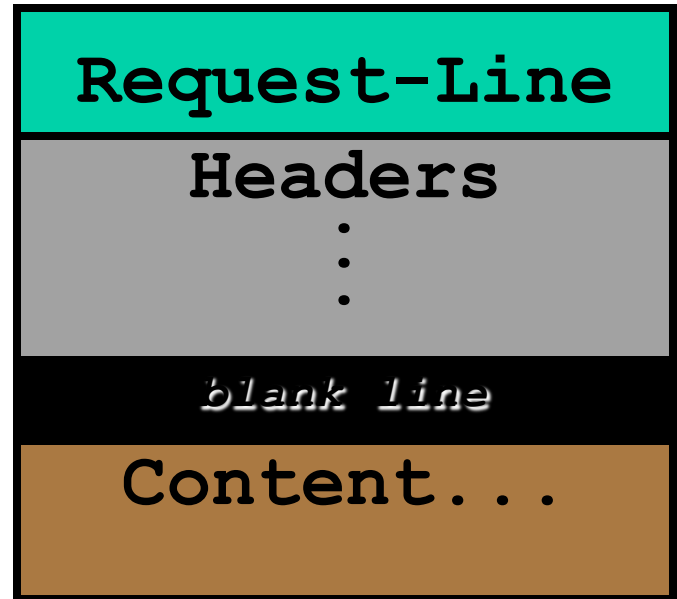 Request-Line
Headers
.
.
.
blank line
Content...